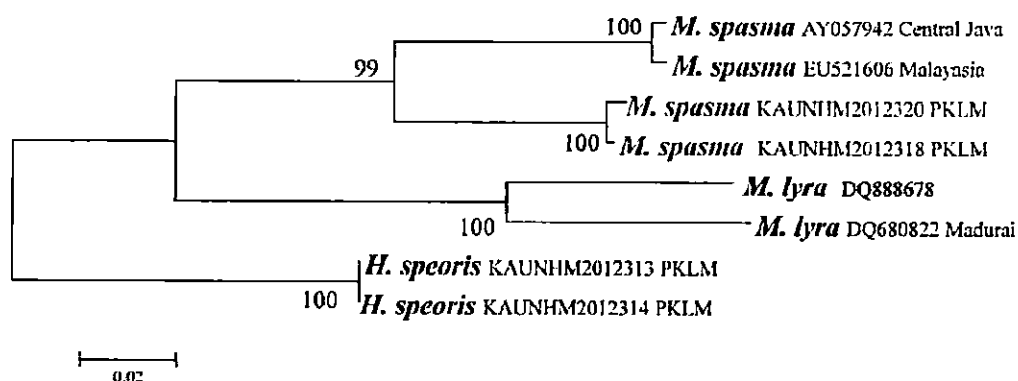 100 M. spasma AY057942 Central Java
99
M. spasma EU521606 Malayasia
M. spasma KAUNHM2012320 PKLM
100 M. spasma KAUNHM2012318 PKLM
M. lyra DQ888678
100
M. lyra DQ680822 Madurai
H. speoris KAUNHM2012313 PKLM
100
H. speoris KAUNHM2012314 PKLM
0.02